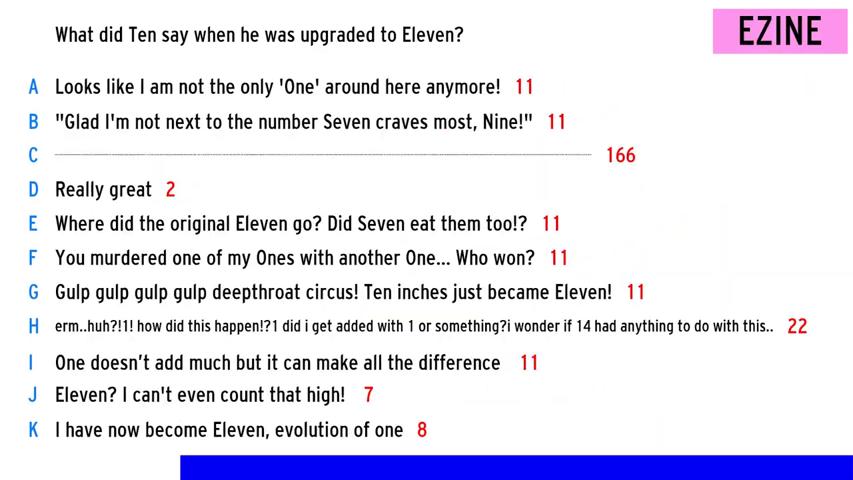 What did Ten say when he was upgraded to Eleven?
EZINE
A Looks like I am not the only 'One' around here anymore! 11
B "Glad I'm not next to the number Seven craves most, Nine!" 11
C 166
D Really great 2
E Where did the original Eleven go? Did Seven eat them too!? 11
F You murdered one of my Ones with another One... Who won? 11
G Gulp gulp gulp gulp deepthroat circus! Ten inches just became Eleven! 11
H erm..huh?!1! how did this happen!?1 did i get added with 1 or something?i wonder if 14 had anything to do with this.. 22
I One doesn't add much but it can make all the difference 11
J Eleven? I can't even count that high! 7
K I have now become Eleven, evolution of one 8